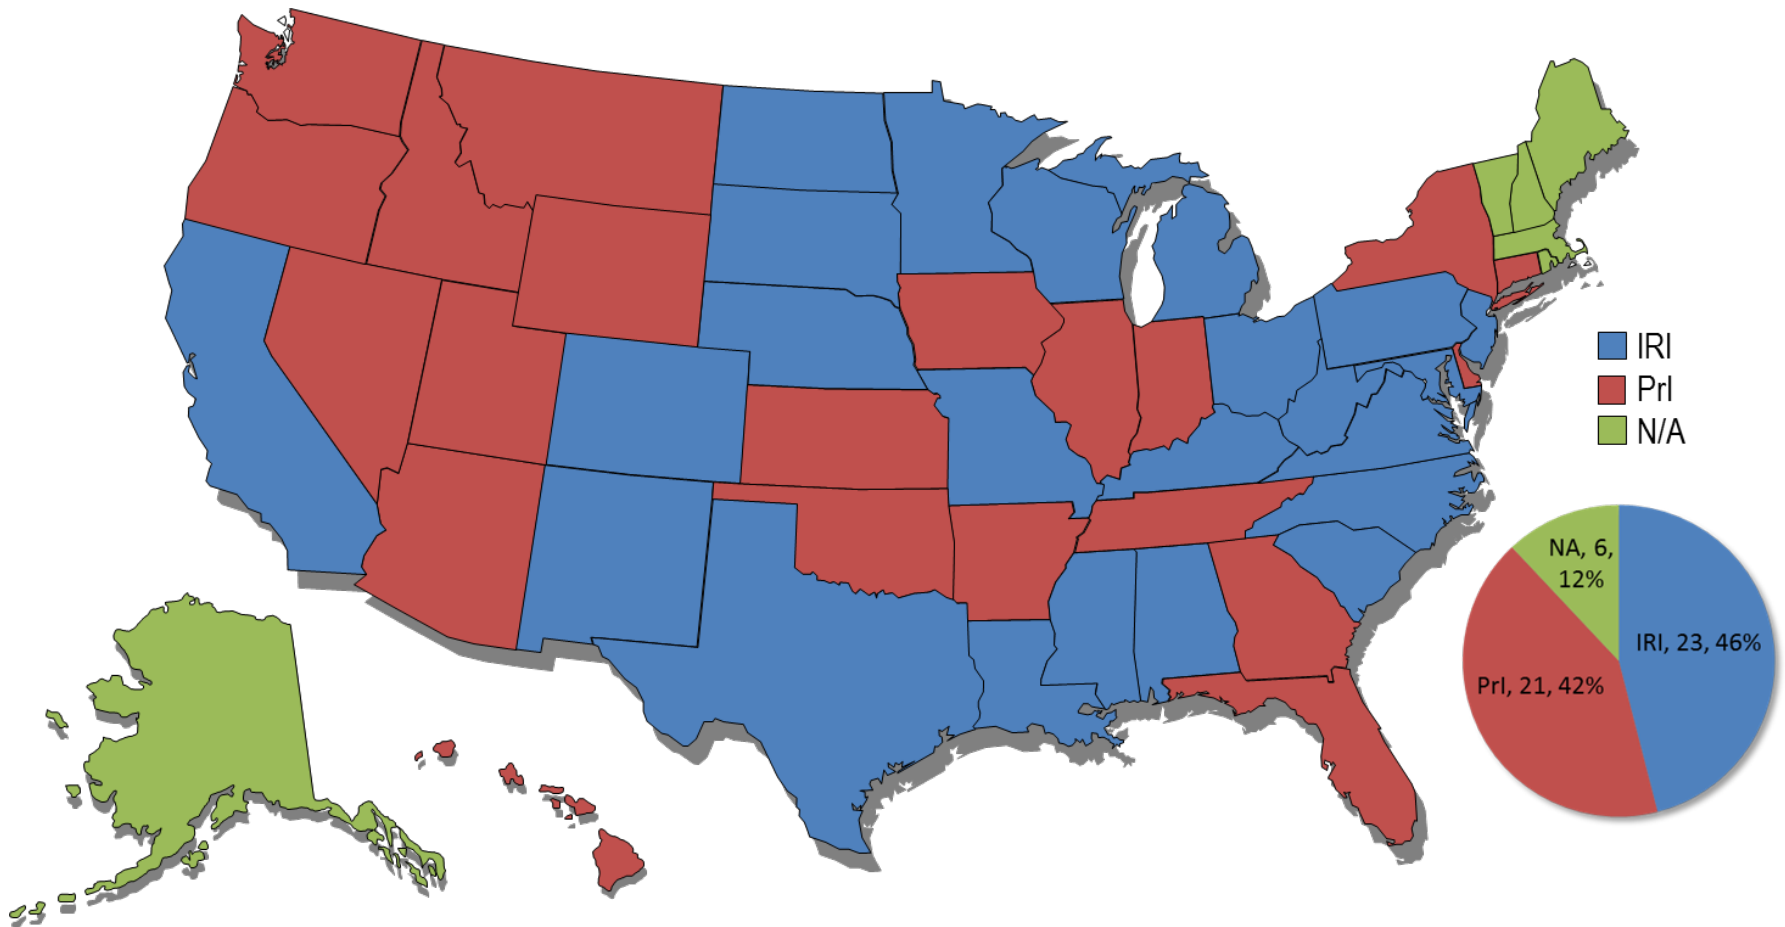 IRI
PrI
N/A
NA, 6,
12%
IRI, 23, 46%
PrI, 21, 42%